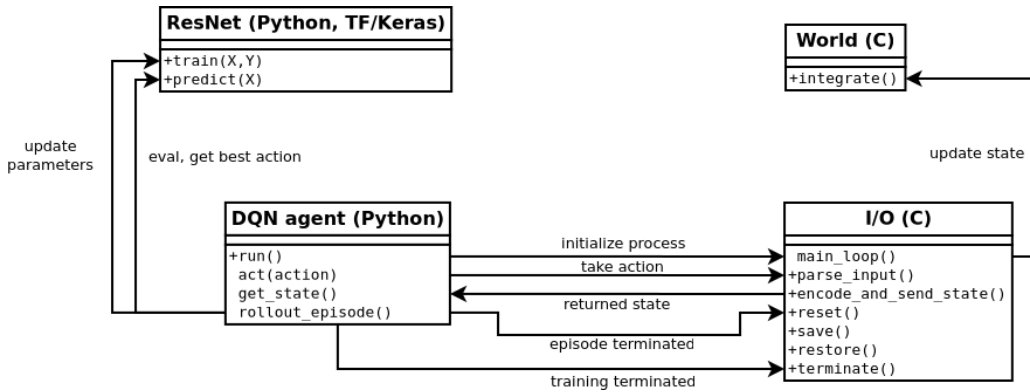 ResNet (Python, TF/Keras)
+train(X,Y)
+predict(X)
World (C)
+integrate()
update
parameters
eval, get best action
update state
DQN agent (Python)
+run()
act(action)
get_state()
rollout_episode()
initialize process
take action
returned state
episode terminated
training terminated
I/O (C)
main_loop()
+parse_input()
+encode_and_send_state()
+reset()
+save()
+restore()
+terminate()